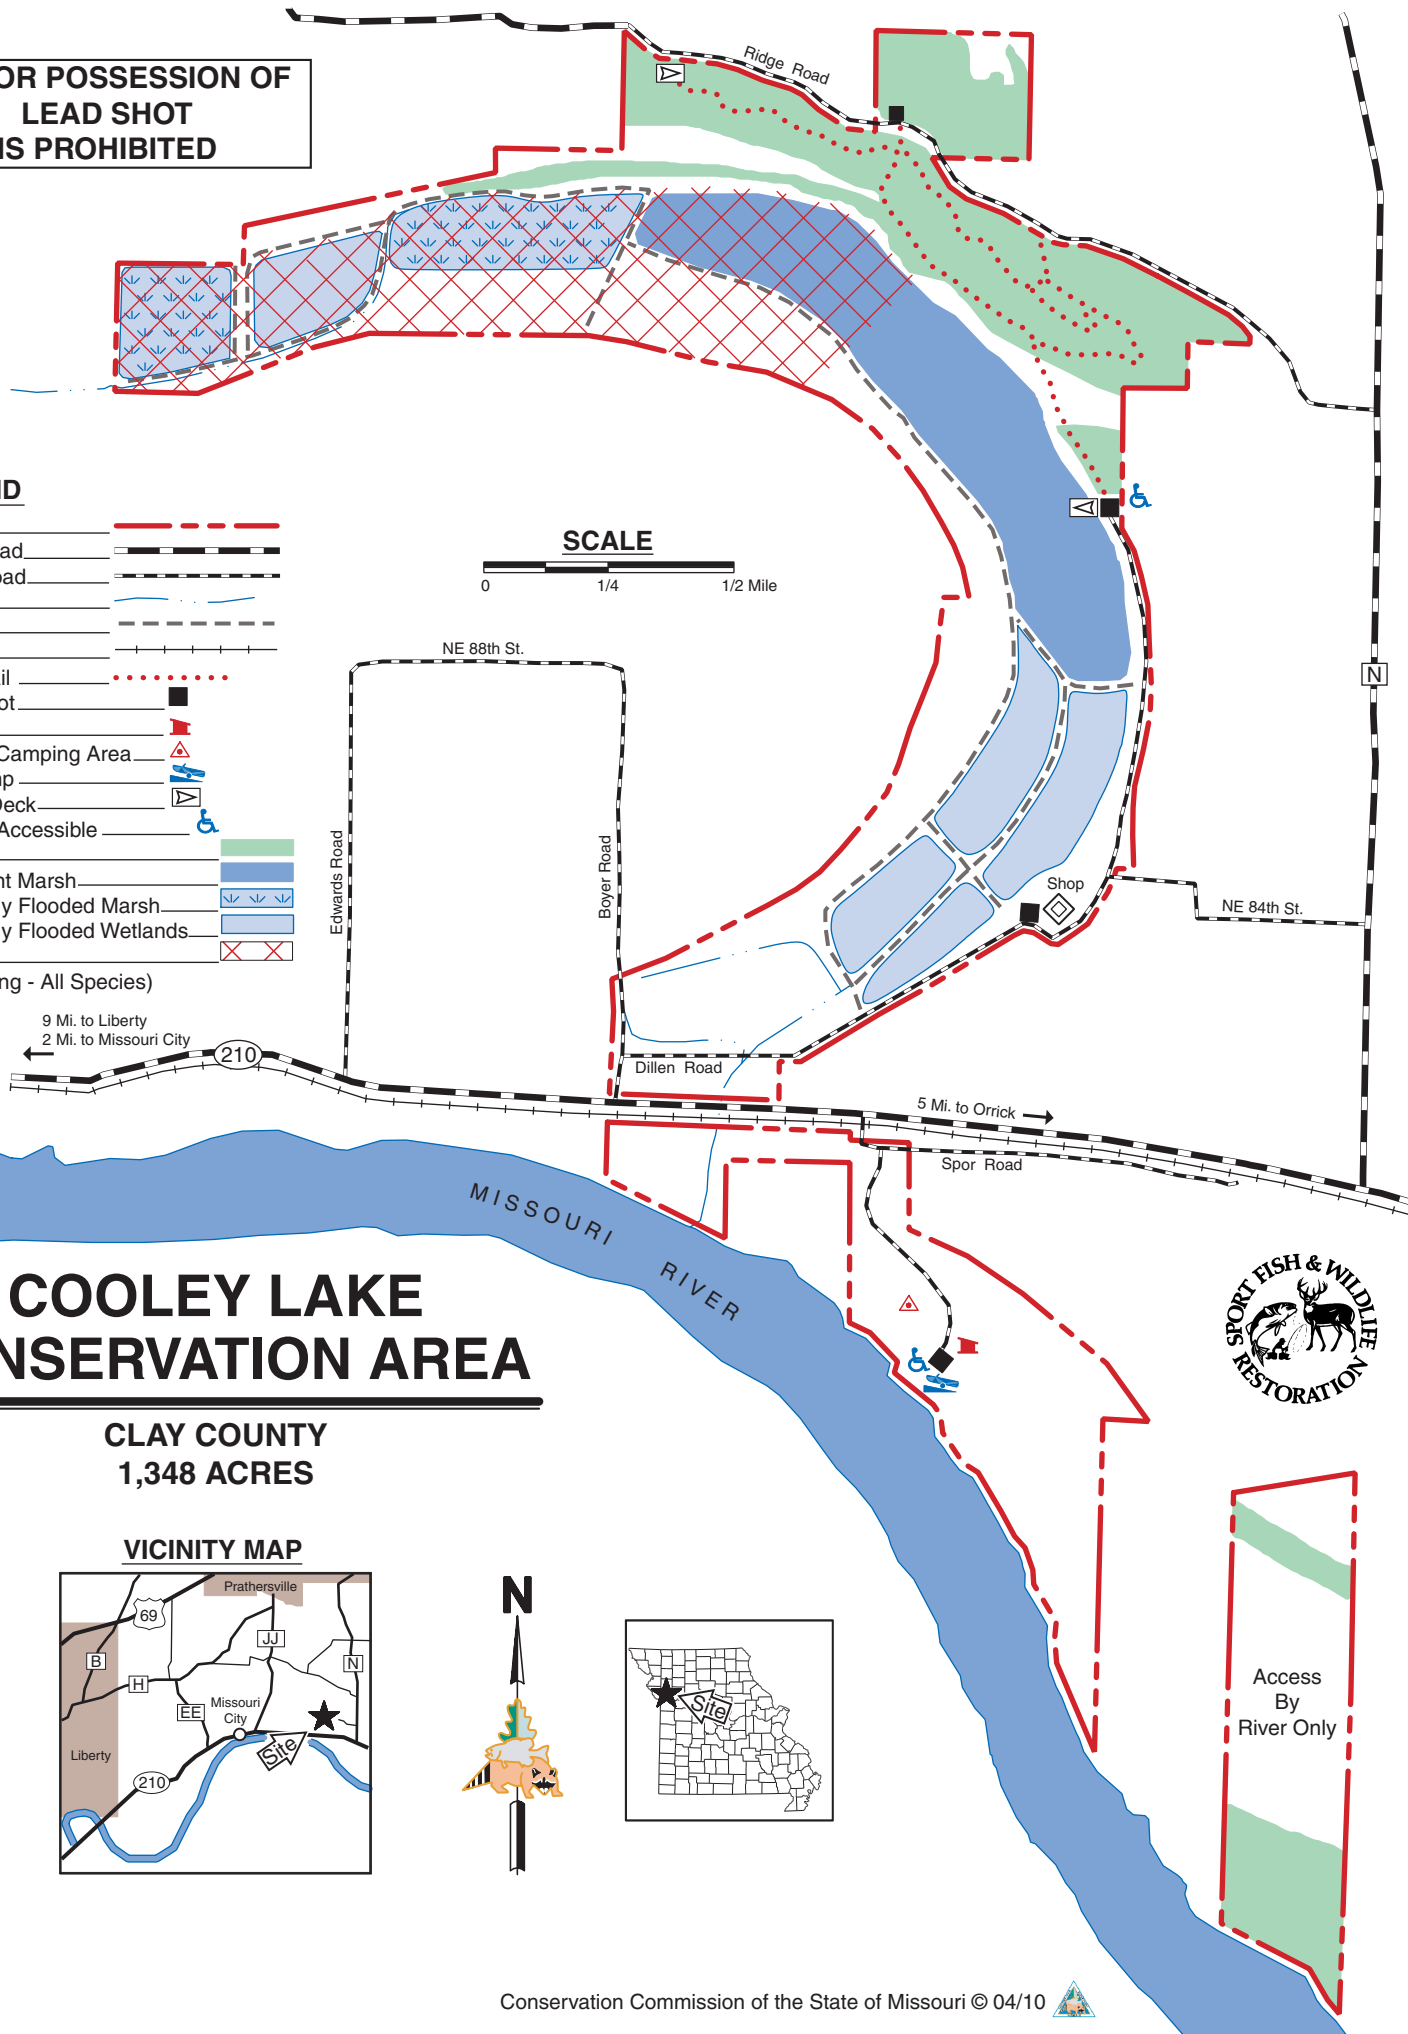 OR POSSESSION OF
LEAD SHOT
IS PROHIBITED
Ridge Road
SCALE
0 1/4 1/2 Mile
NE 88th St.
N
Camping Area
Deck
Accessible
nt Marsh
y Flooded Marsh
y Flooded Wetlands
ng - All Species)
Edwards Road
Boyer Road
Shop
NE 84th St.
9 Mi. to Liberty
2 Mi. to Missouri City
210
Dillen Road
5 Mi. to Orrick
Spor Road
MISSOURI RIVER
COOLEY LAKE
NSERVATION AREA
CLAY COUNTY
1,348 ACRES
SPORT FISH & WILDLIFE
RESTORATION
VICINITY MAP
Prathersville
69
JJ
B
H
N
EE
Missouri
City
Site
Liberty
210
N
Site
Access
By
River Only
Conservation Commission of the State of Missouri © 04/10